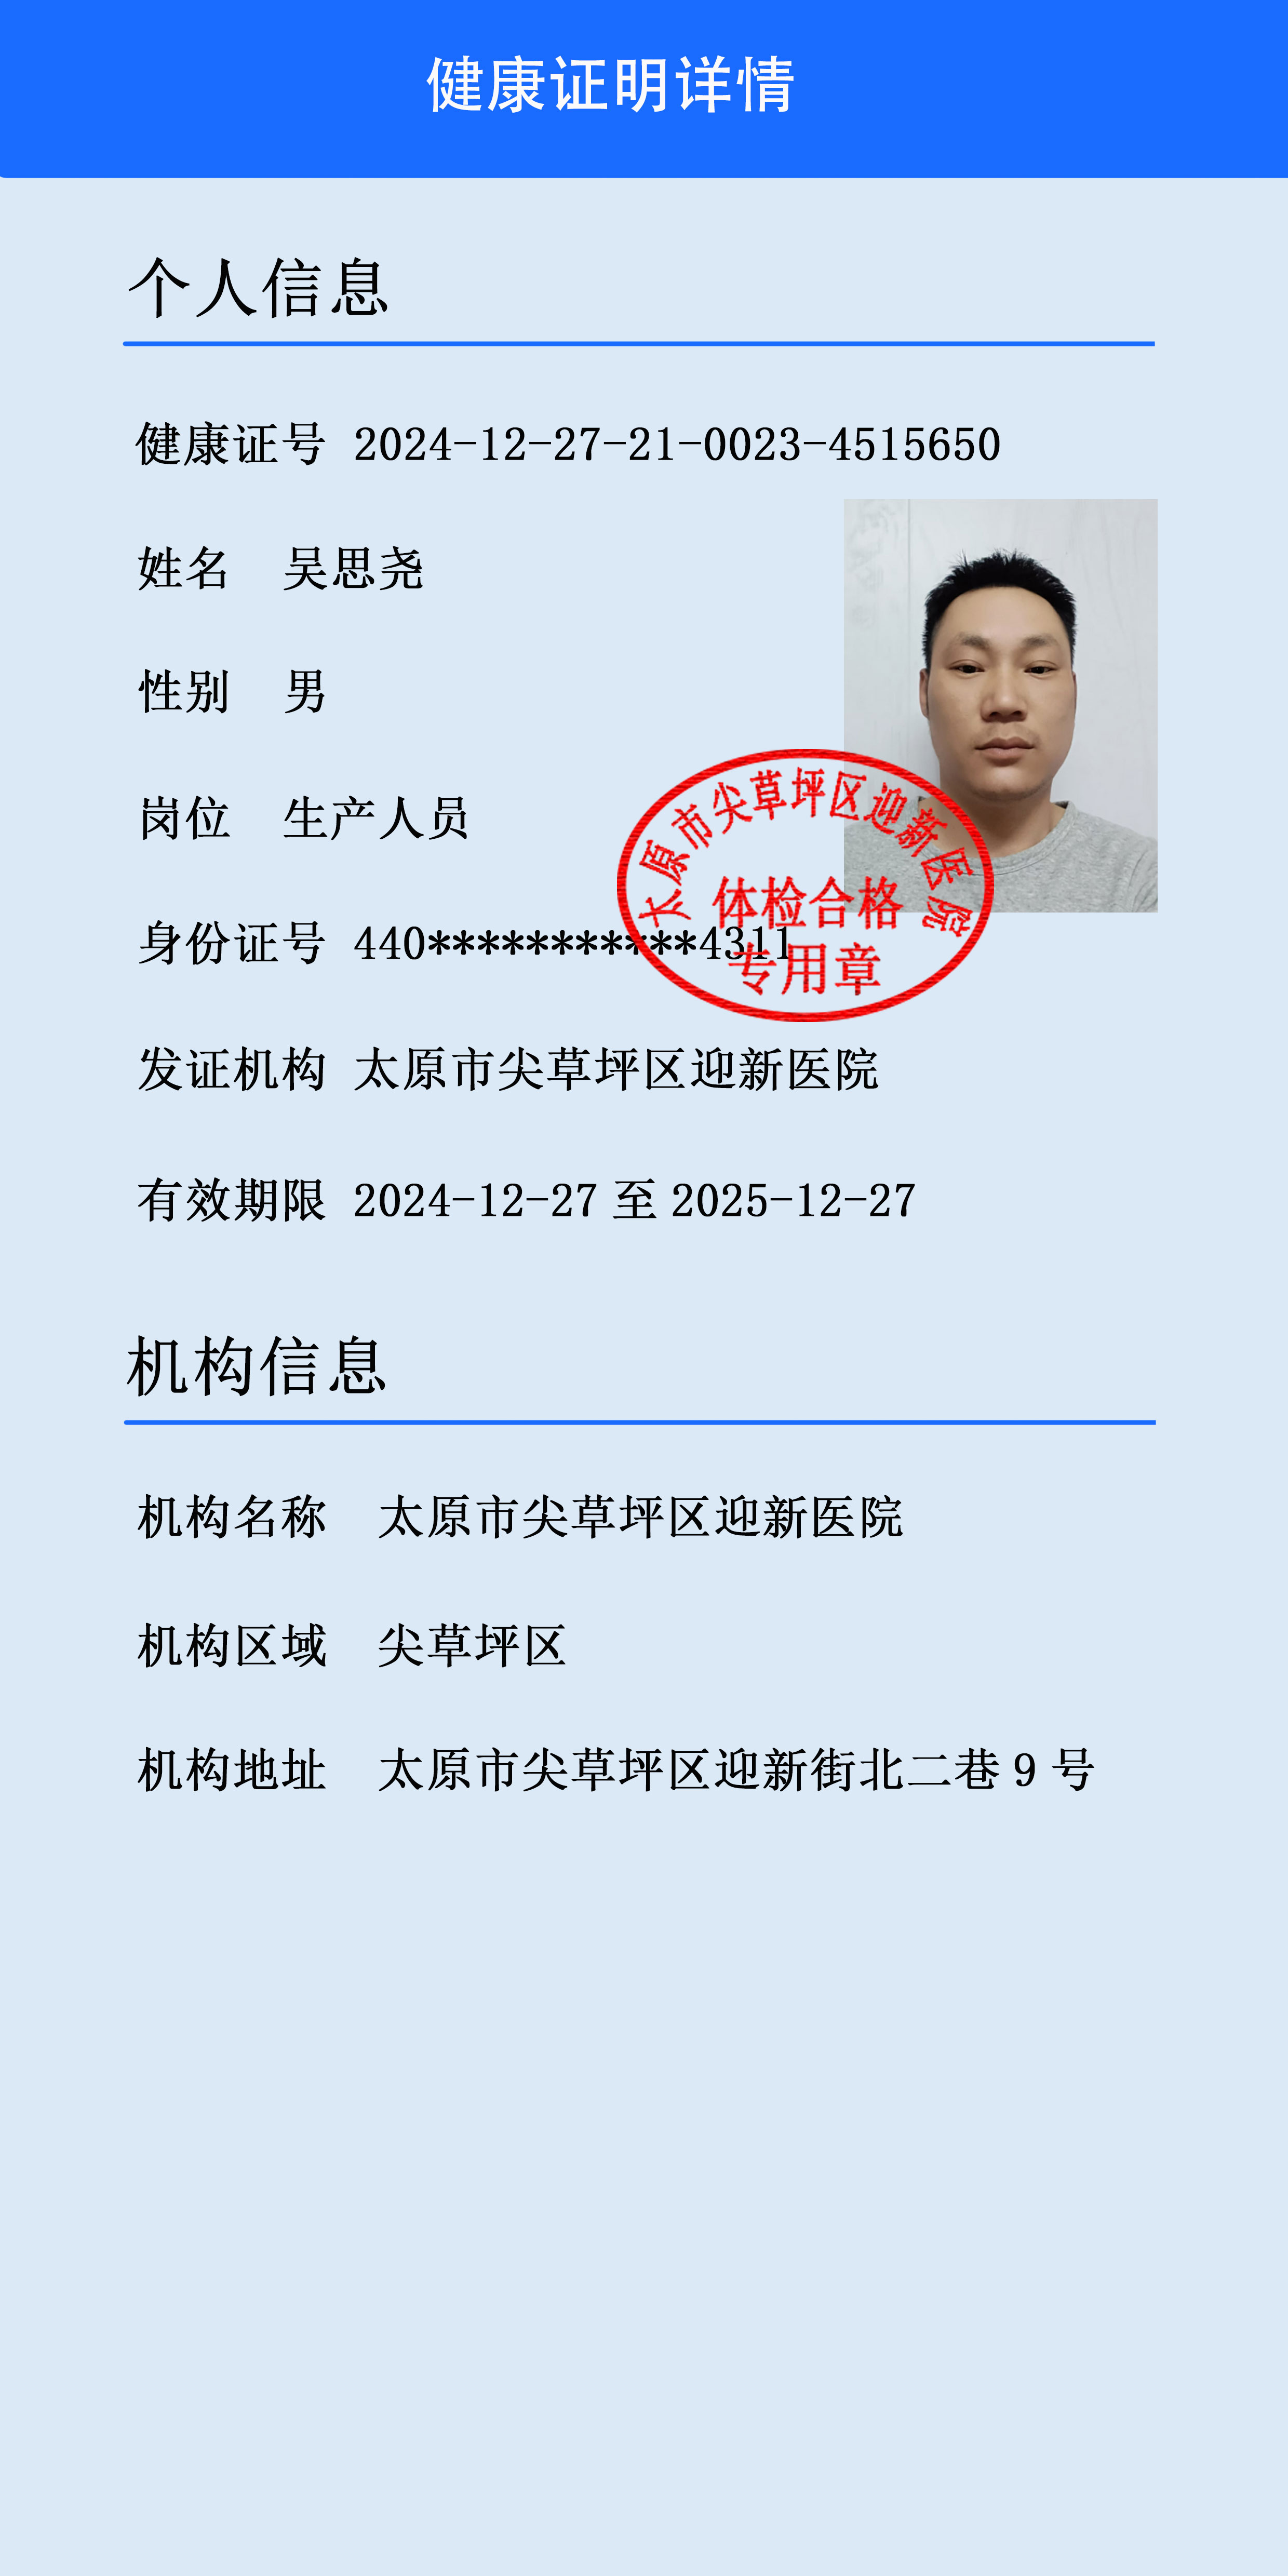 健康证明详情
个人信息
健康证号 2024-12-27-21-0023-4515650
姓名 吴思尧
性别 男
岗位 生产人员
太原市尖草坪区迎新医院
体检合格
专用章
身份证号 440***********4311
发证机构 太原市尖草坪区迎新医院
有效期限 2024-12-27 至 2025-12-27
机构信息
机构名称 太原市尖草坪区迎新医院
机构区域 尖草坪区
机构地址 太原市尖草坪区迎新街北二巷 9 号